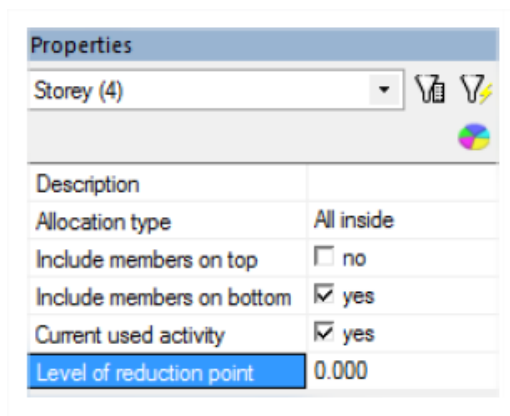 Properties
Storey (4)
Description
Allocation type All inside
Include members on top no
Include members on bottom yes
Current used activity yes
Level of reduction point 0.000